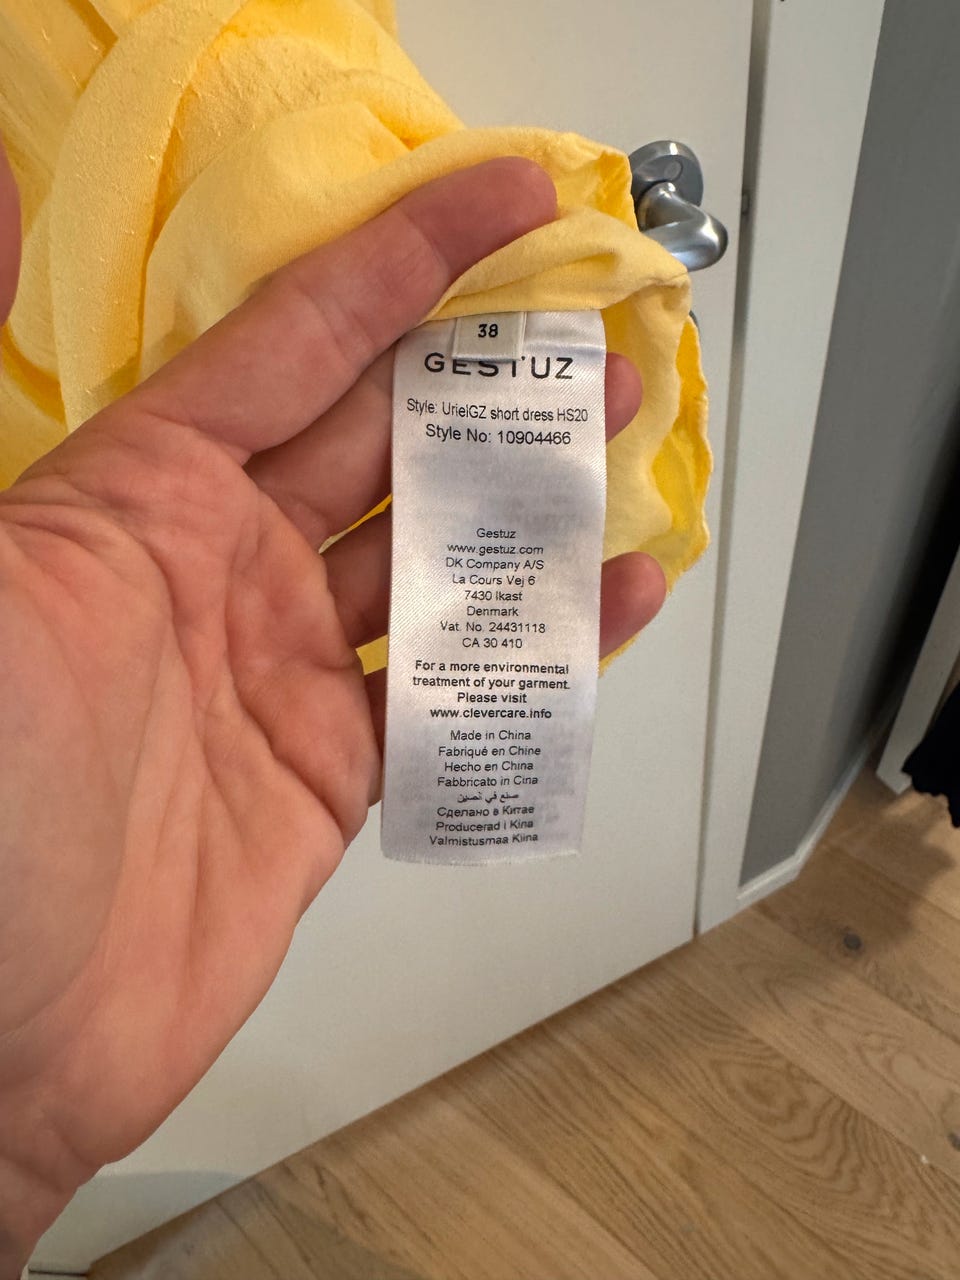 38
GESTUZ
Style: UrielGZ short dress HS20
Style No: 10904466
Gestuz
www.gestuz.com
DK Company A/S
La Cours Vej 6
7430 Ikast
Denmark
Vat. No. 24431118
CA 30 410
For a more environmental
treatment of your garment.
Please visit
www.clevercare.info
Made in China
Fabriqué en Chine
Hecho en China
Fabbricato in Cina
صنع في الصين
Сделано в Китае
Producerad i Kina
Valmistusmaa Kiina